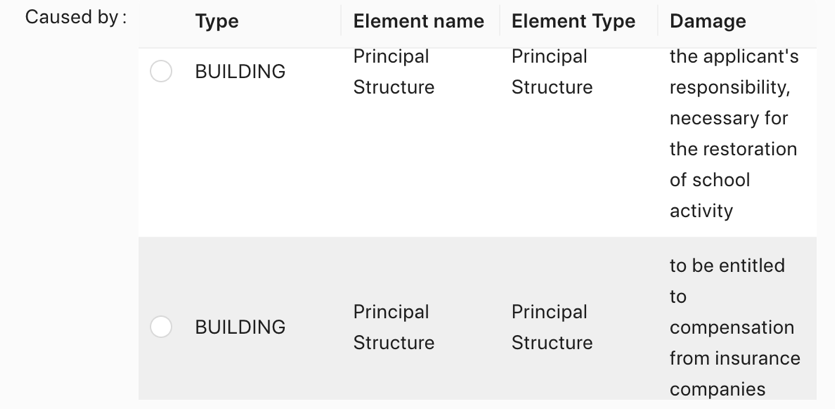 Caused by :
Type Element name Element Type Damage
BUILDING
Principal
Structure
Principal
Structure
the applicant's
responsibility,
necessary for
the restoration
of school
activity
BUILDING
Principal
Structure
Principal
Structure
to be entitled
to
compensation
from insurance
companies